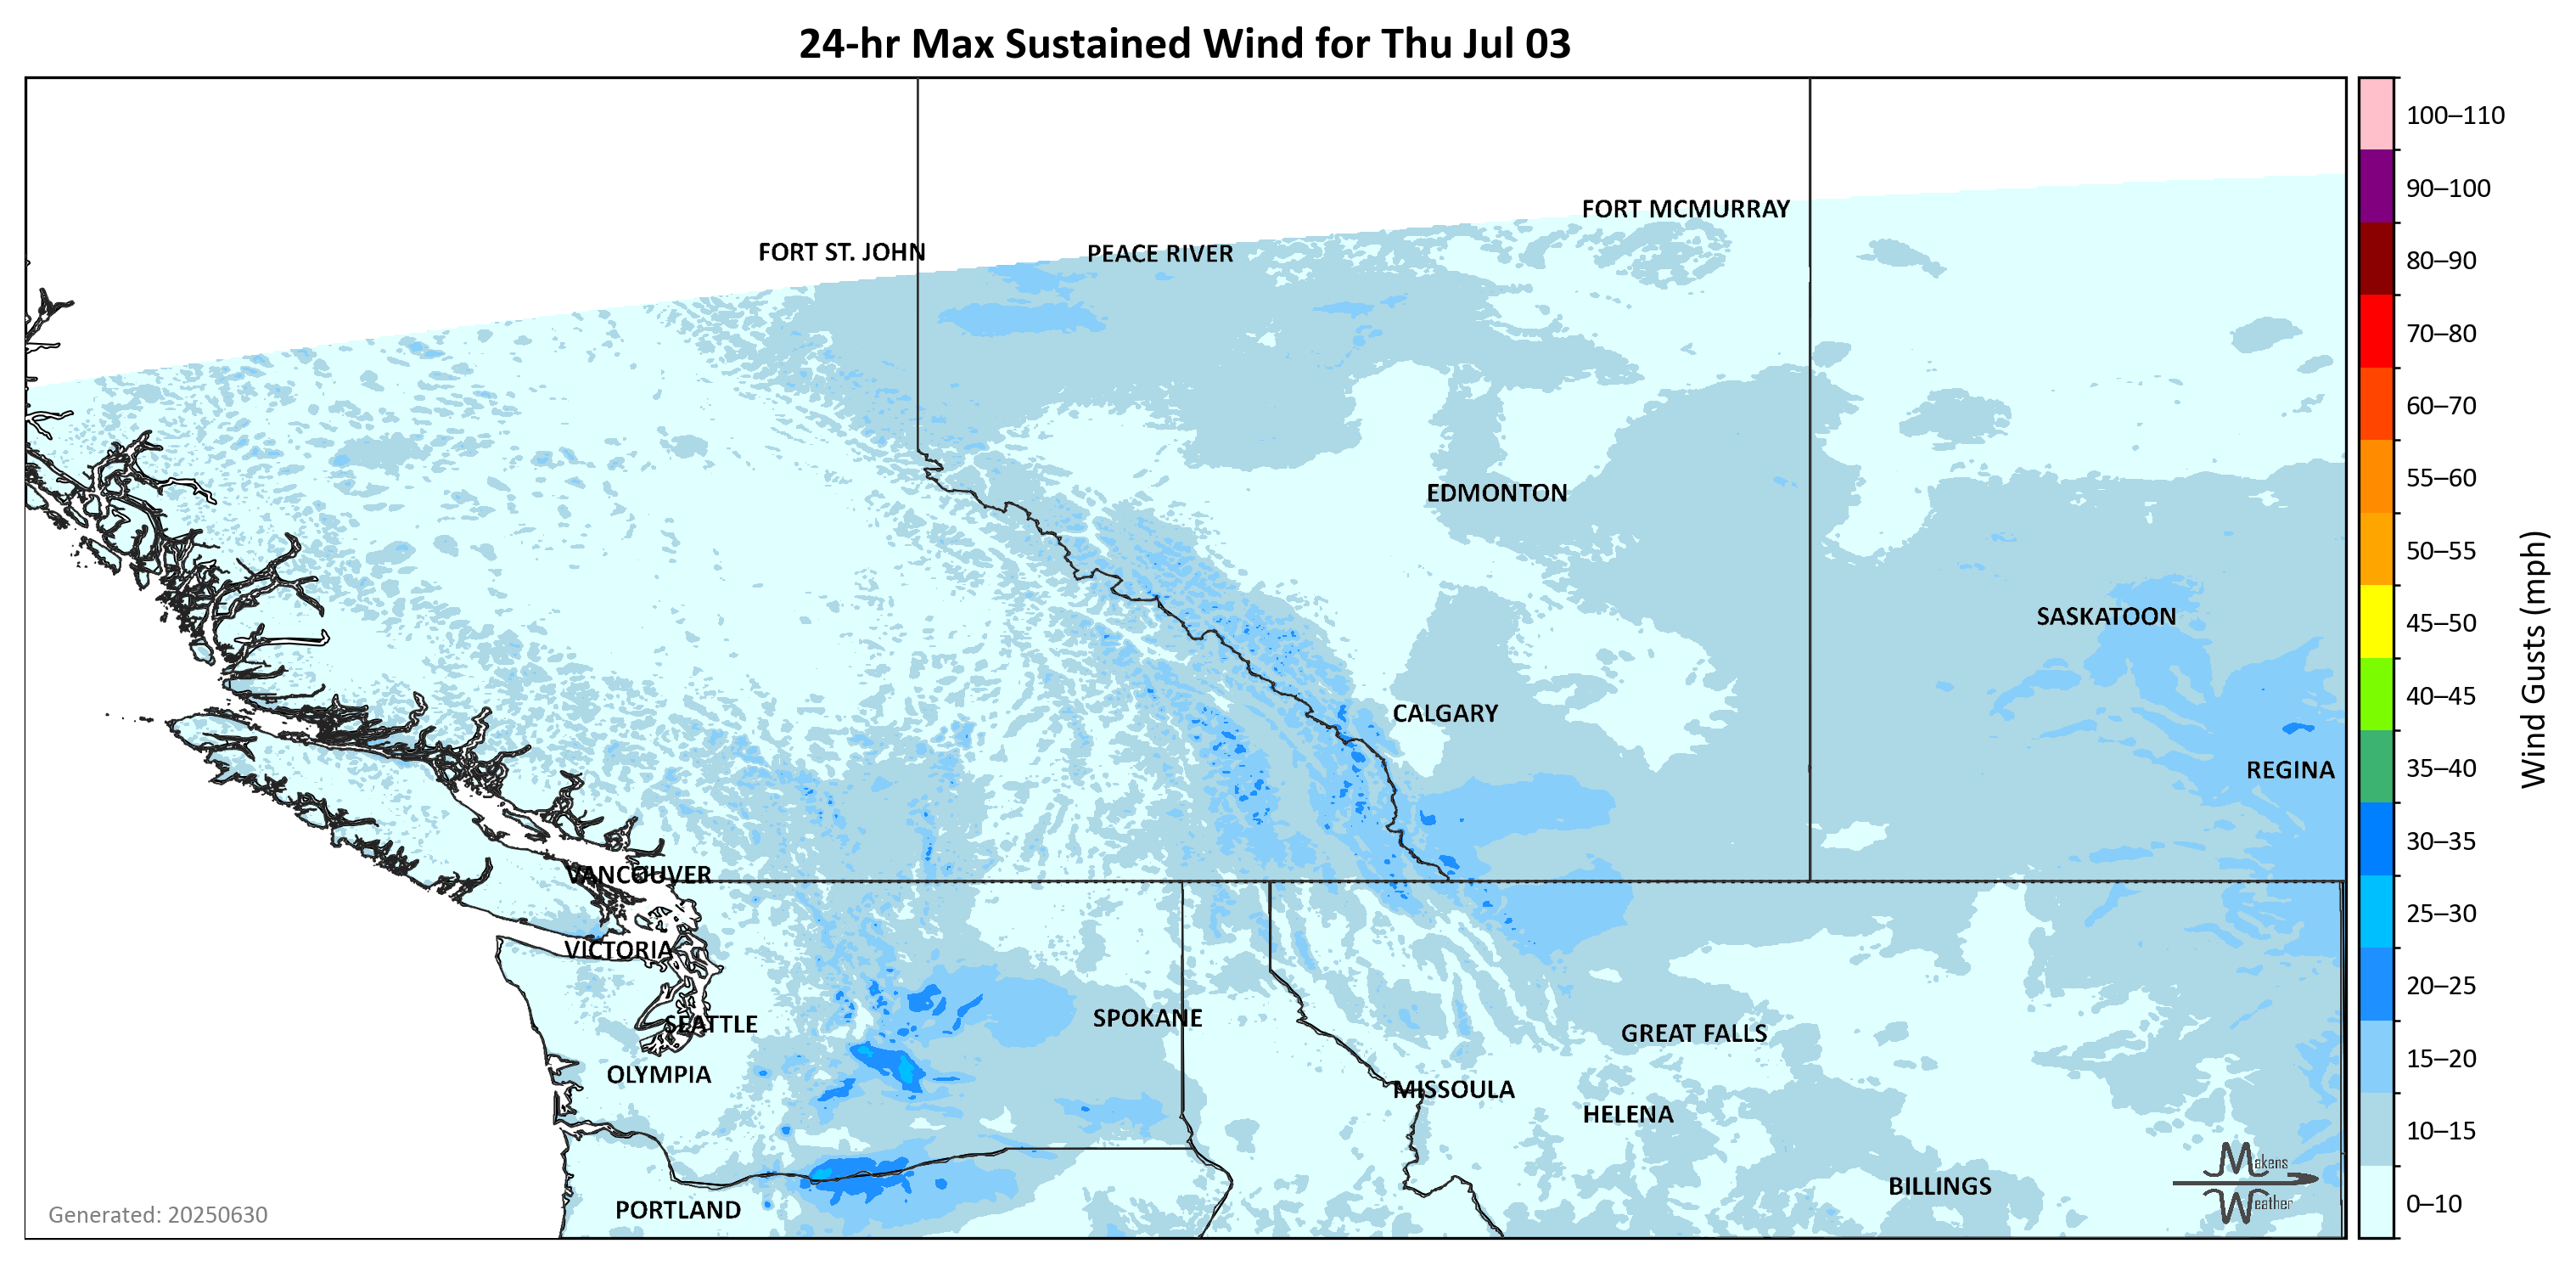 24-hr Max Sustained Wind for Thu Jul 03
100–110
90–100
80–90
70–80
60–70
55–60
50–55
45–50
40–45
35–40
30–35
25–30
20–25
15–20
10–15
0–10
Wind Gusts (mph)
FORT MCMURRAY
FORT ST. JOHN
PEACE RIVER
EDMONTON
SASKATOON
CALGARY
REGINA
VANCOUVER
VICTORIA
SEATTLE
SPOKANE
GREAT FALLS
OLYMPIA
MISSOULA
HELENA
BILLINGS
PORTLAND
Makens
Weather
Generated: 20250630